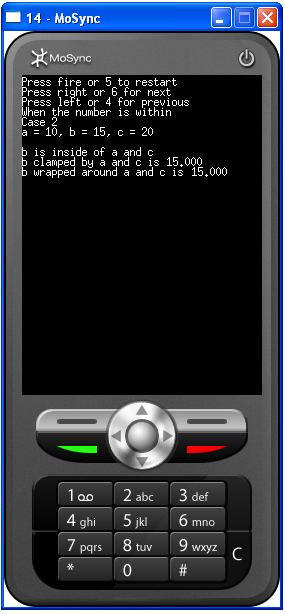 14 - MoSync
MoSync
Press fire or 5 to restart
Press right or 6 for next
Press left or 4 for previous
When the number is within
Case 2
a = 10, b = 15, c = 20
b is inside of a and c
b clamped by a and c is 15.000
b wrapped around a and c is 15.000
1 2 abc 3 def
4 ghi 5 jkl 6 mno
7 pqrs 8 tuv 9 wxyz
* 0 #
C